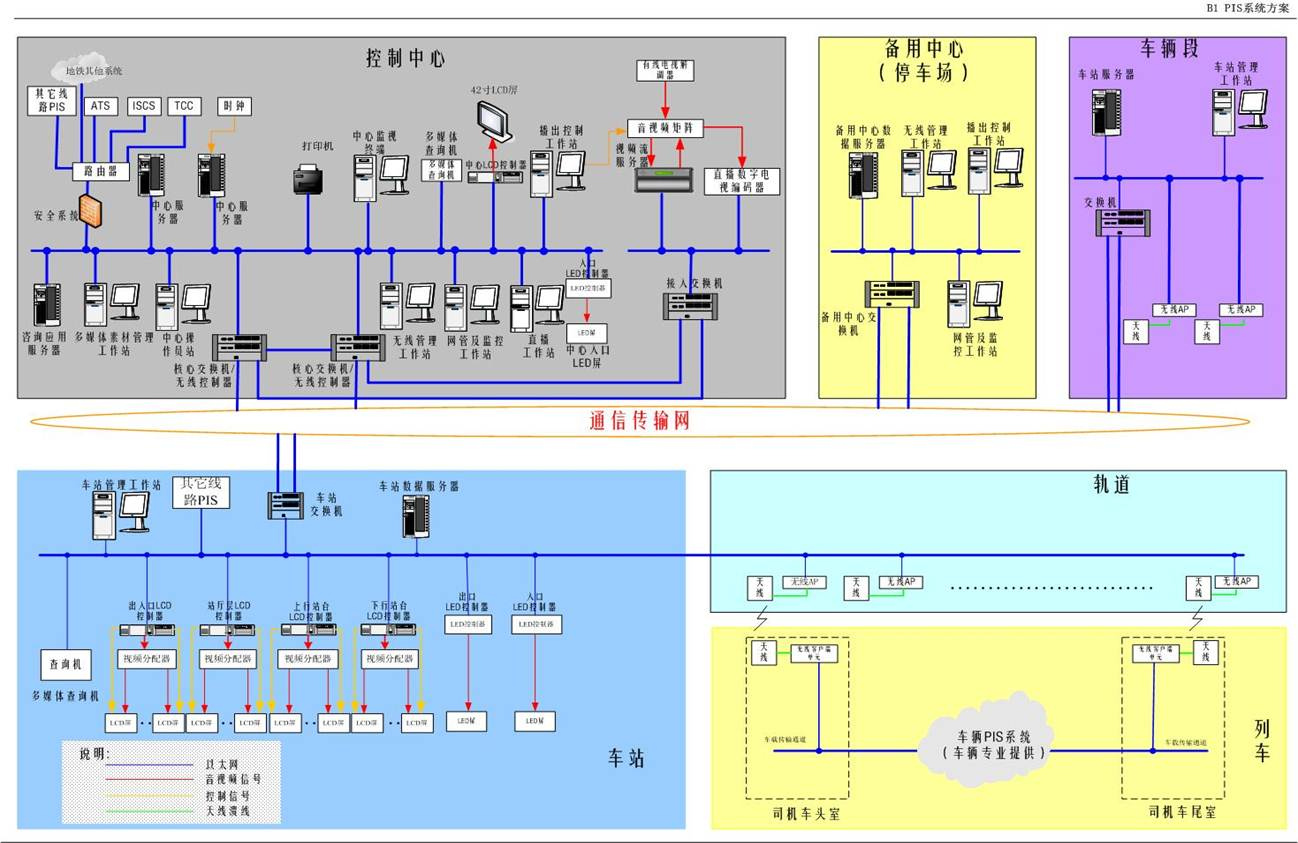 B1 PIS系统方案
控制中心
地铁其他系统
其它线
路PIS
ATS
ISCS
TCC
时钟
路由器
安全系统
中心服
务器
中心服
务器
打印机
中心监视
终端
多媒体
查询机
多媒体
查询机
42寸LCD屏
中心LCD控制器
播出控制
工作站
有线电视解
调器
音视频矩阵
视频流
服务器
直播数字电
视编码器
咨询应用
服务器
多媒体素材管理
工作站
中心操
作员站
核心交换机/
无线控制器
核心交换机/
无线控制器
无线管理
工作站
网管及监控
工作站
直播
工作站
入口
LED控制器
LED控制器
LED屏
中心入口
LED屏
接入交换机
备用中心
(停车场)
备用中心数
据服务器
无线管理
工作站
播出控制
工作站
备用中心交
换机
网管及监
控工作站
车辆段
车站服务器
车站管理
工作站
交换机
无线AP
天
线
无线AP
天
线
通信传输网
车站管理工作站
其它线
路PIS
车站
交换机
车站数据服务器
出入口LCD
控制器
站厅层LCD
控制器
上行站台
LCD控制器
下行站台
LCD控制器
出口
LED控制器
LED控制器
入口
LED控制器
LED控制器
查询机
多媒体查询机
视频分配器
视频分配器
视频分配器
视频分配器
LCD屏
LCD屏
LCD屏
LCD屏
LCD屏
LCD屏
LCD屏
LCD屏
LED屏
LED屏
说明:
以太网
音视频信号
控制信号
天线溃线
车站
轨道
天
线
无线AP
天
线
无线AP
天
线
无线AP
天
线
无线客户端
单元
无线客户端
单元
天
线
车载传输通道
车辆PIS系统
(车辆专业提供)
车载传输通道
司机车头室
司机车尾室
列
车